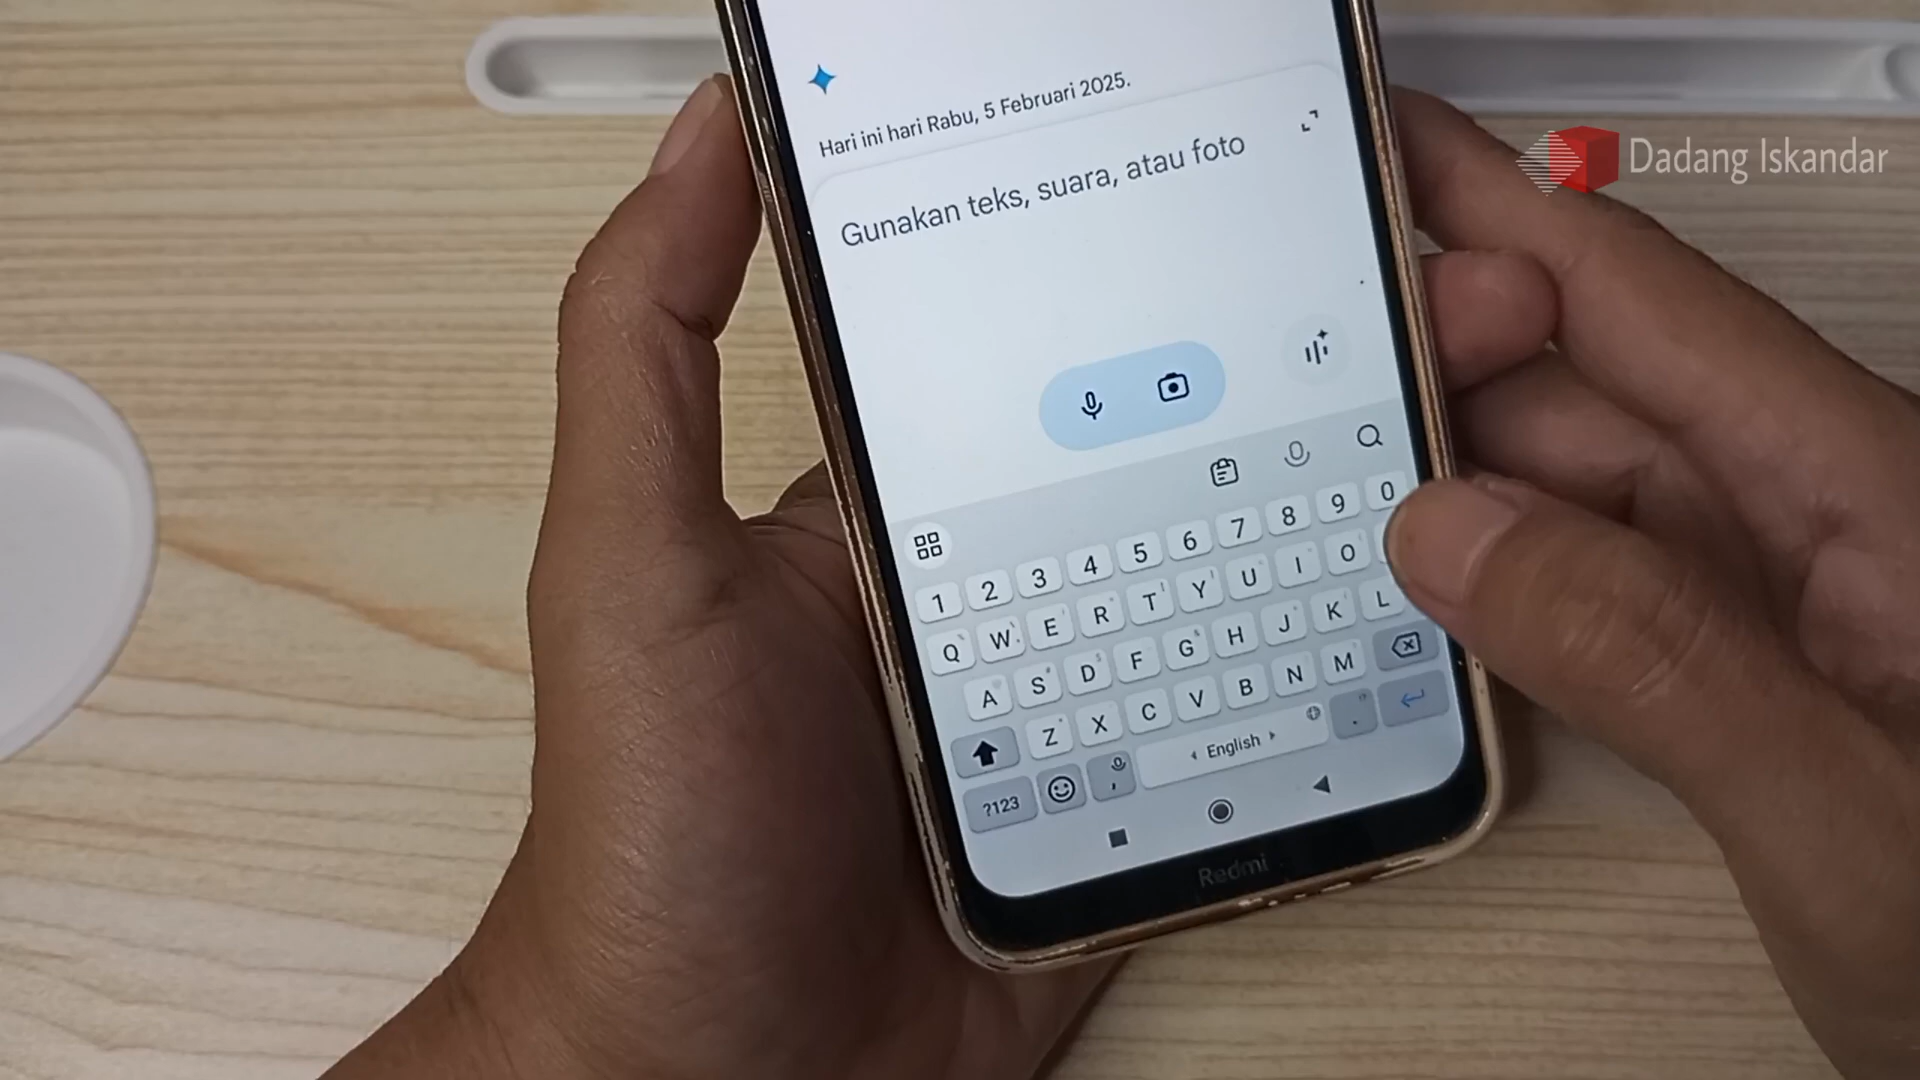 Dadang Iskandar
Hari ini hari Rabu, 5 Februari 2025.
Gunakan teks, suara, atau foto
1 2 3 4 5 6 7 8 9 0
Q W E R T Y U I O
A S D F G H J K L
Z X C V B N M
?123 , English .
Redmi